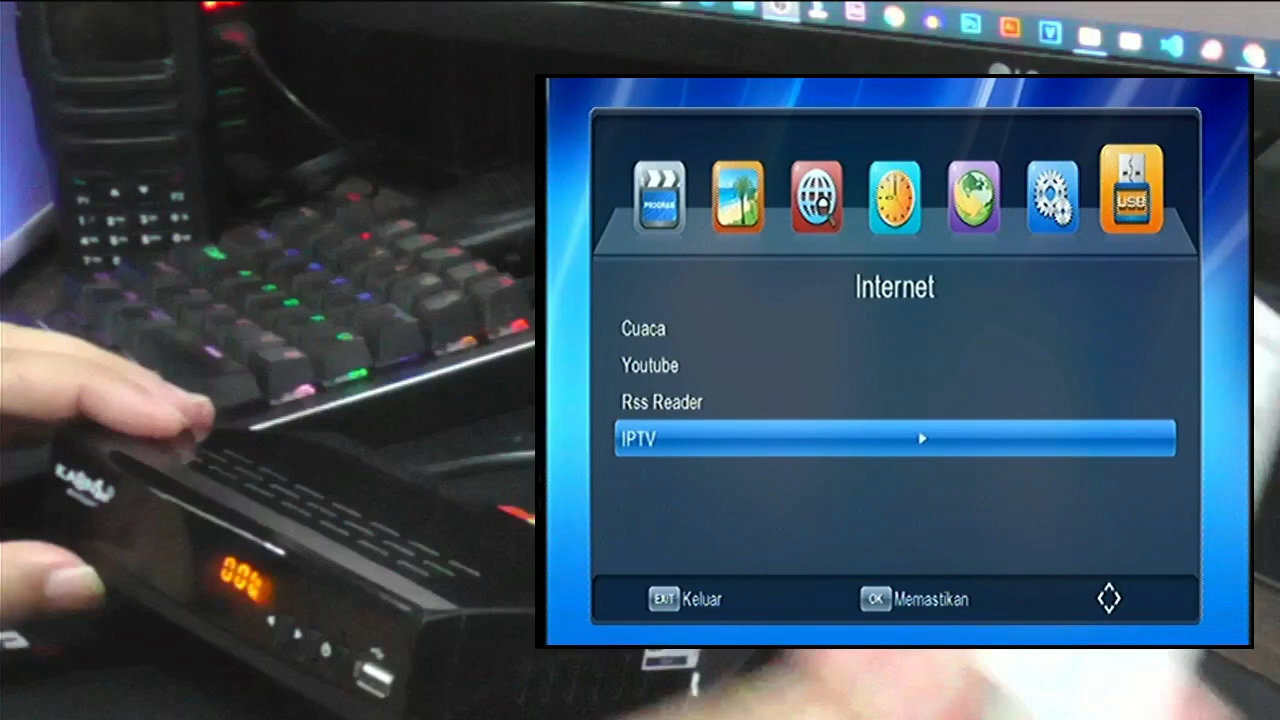 PROGRAM
USB
Internet
Cuaca
Youtube
Rss Reader
IPTV
EXIT Keluar
OK Memastikan